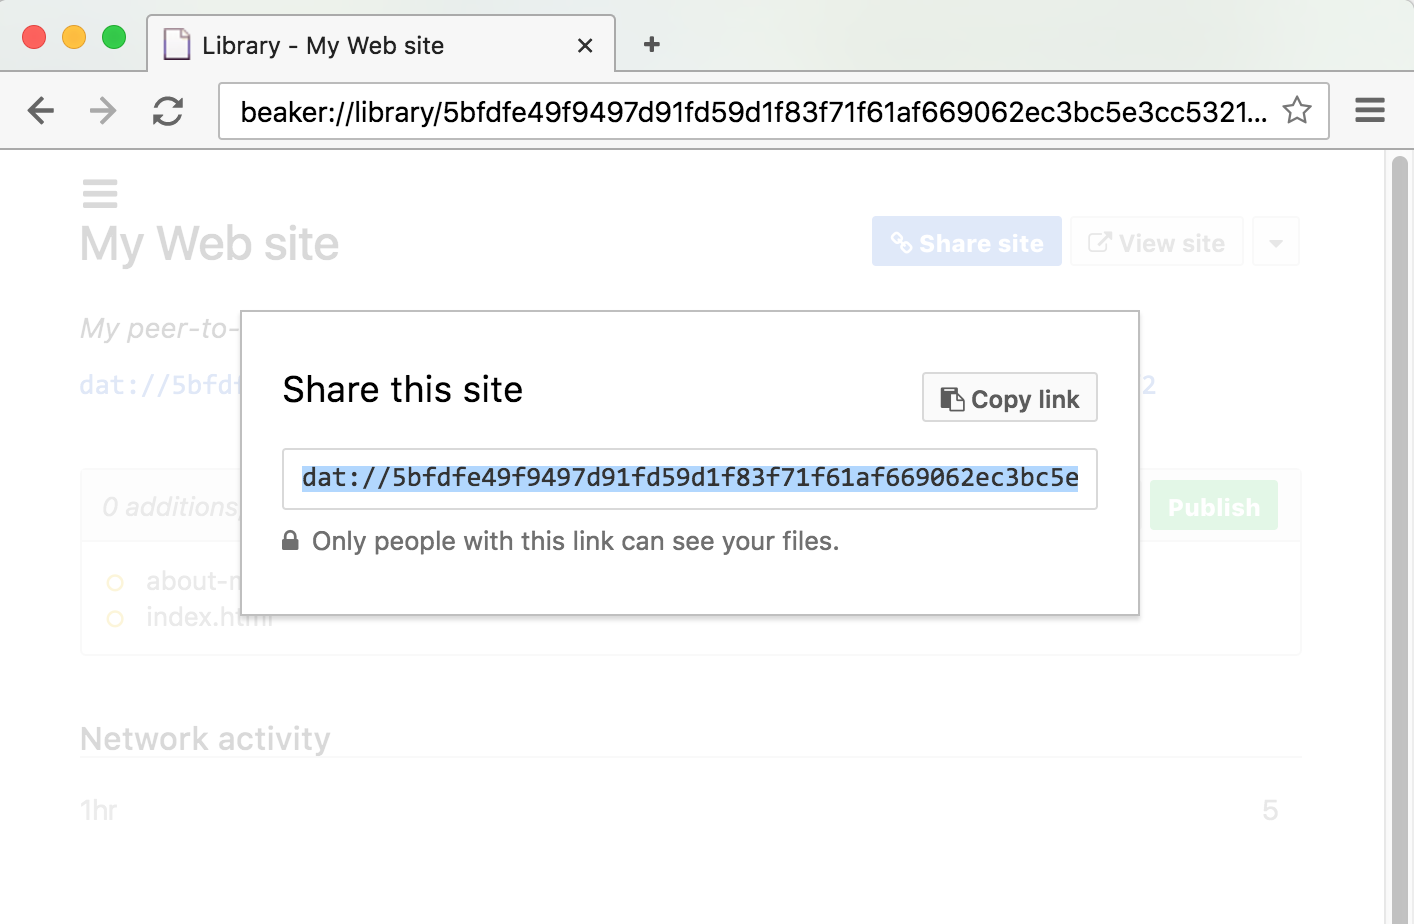 Library - My Web site
beaker://library/5bfdfe49f9497d91fd59d1f83f71f61af669062ec3bc5e3cc5321...
My Web site
Share site
View site
My peer-to-
dat://5bfdf
2
Share this site
Copy link
dat://5bfdfe49f9497d91fd59d1f83f71f61af669062ec3bc5e
Only people with this link can see your files.
0 additions,
Publish
about-m
index.html
Network activity
1hr
5